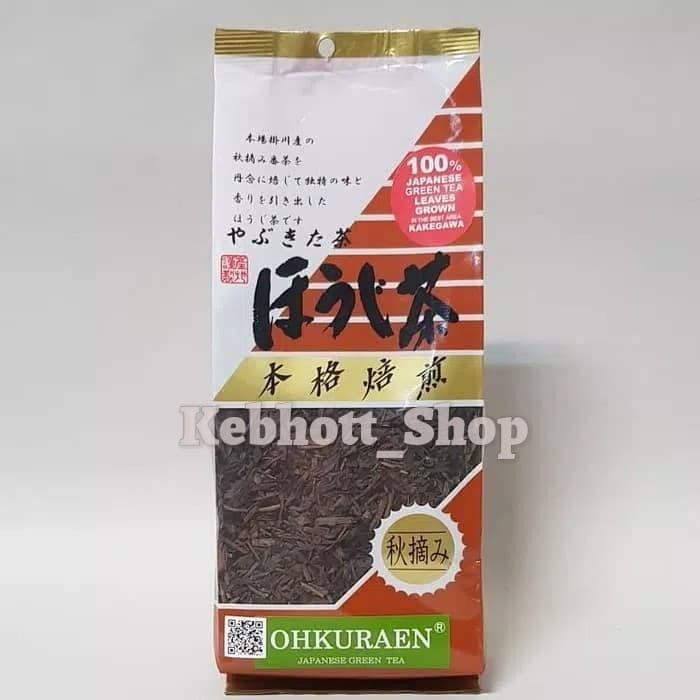 本場掛川産の
秋摘み番茶を
丹念に焙じて独特の味と
香りを引き出した
ほうじ茶です
やぶきた茶
ほうじ茶
本格焙煎
100%
JAPANESE
GREEN TEA
LEAVES
GROWN
IN THE BEST AREA
KAKEGAWA
Kebhott_Shop
秋摘み
OHKURAEN®
JAPANESE GREEN TEA